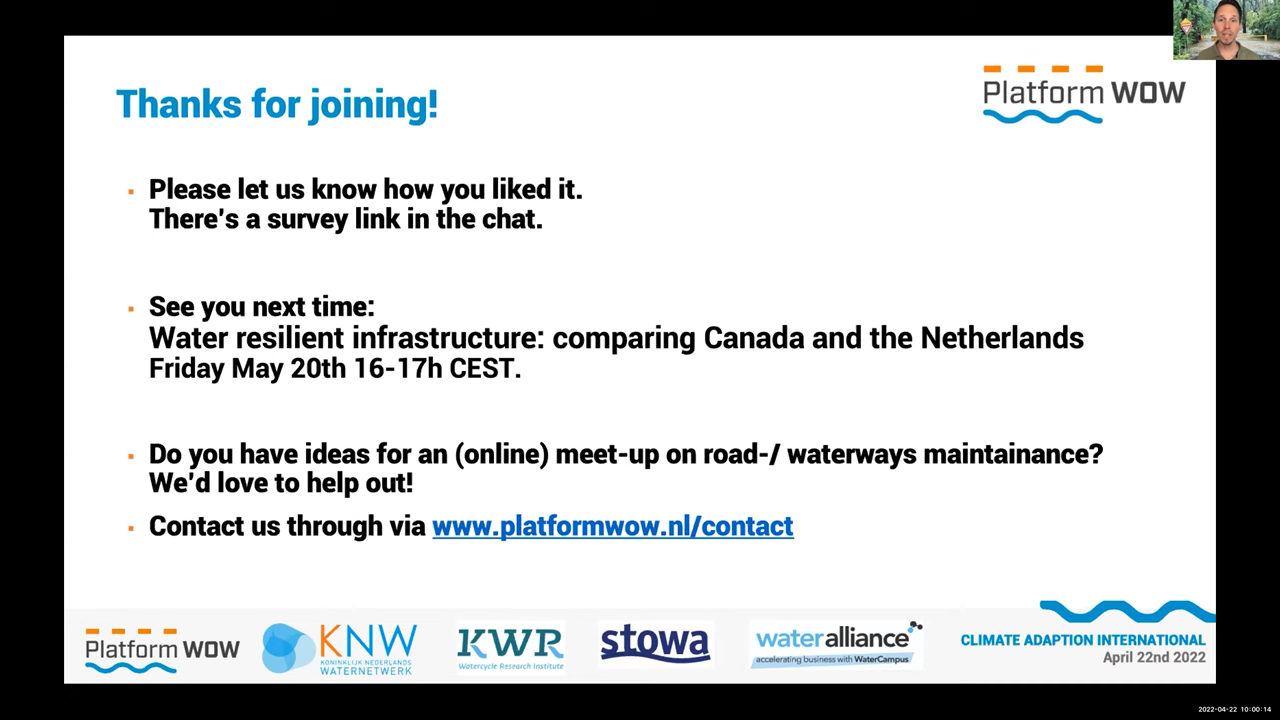 Thanks for joining!
Platform WOW
Please let us know how you liked it.
There's a survey link in the chat.
See you next time:
Water resilient infrastructure: comparing Canada and the Netherlands
Friday May 20th 16-17h CEST.
Do you have ideas for an (online) meet-up on road-/ waterways maintainance?
We'd love to help out!
Contact us through via www.platformwow.nl/contact
Platform WOW
KNW
KONINKLIJK NEDERLANDS
WATERNETWERK
KWR
Watercycle Research Institute
stowa
wateralliance
accelerating business with WaterCampus
CLIMATE ADAPTION INTERNATIONAL
April 22nd 2022
2022-04-22 10:00:14